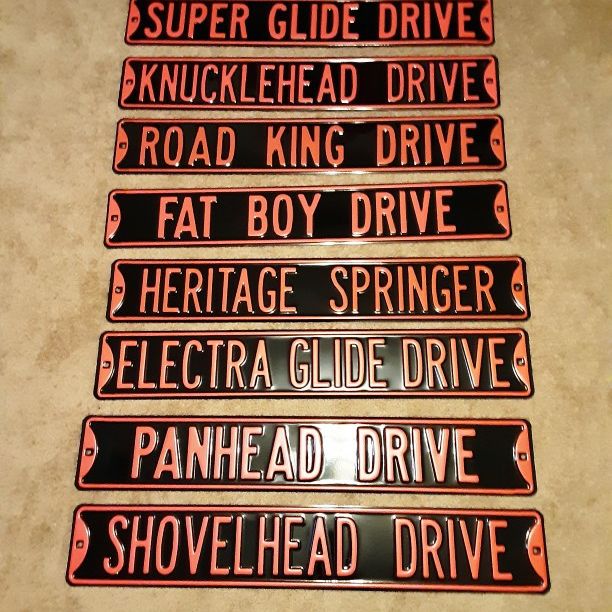 SUPER GLIDE DRIVE
KNUCKLEHEAD DRIVE
ROAD KING DRIVE
FAT BOY DRIVE
HERITAGE SPRINGER
ELECTRA GLIDE DRIVE
PANHEAD DRIVE
SHOVELHEAD DRIVE